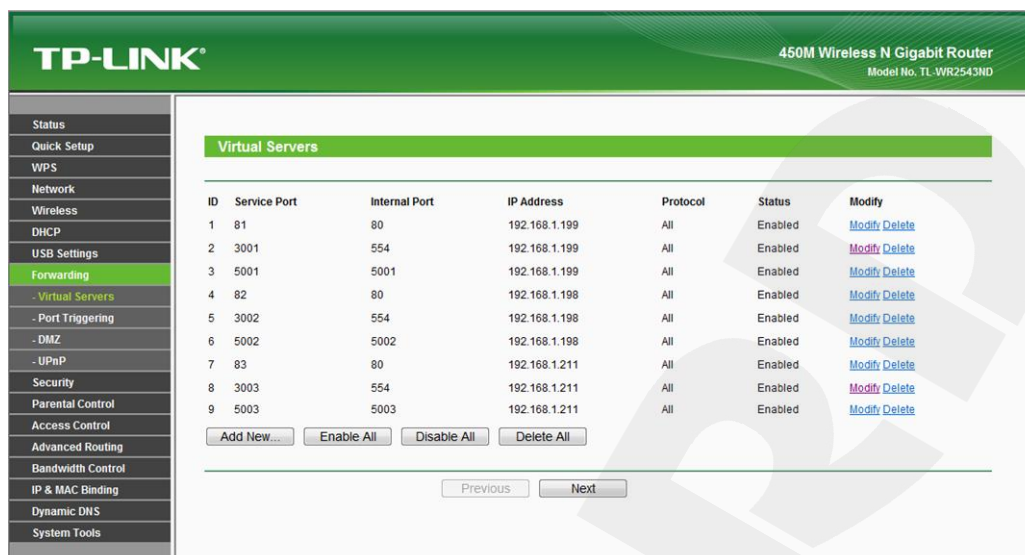 TP-LINK®
450M Wireless N Gigabit Router
Model No. TL-WR2543ND
Status
Quick Setup
WPS
Network
Wireless
DHCP
USB Settings
Forwarding
- Virtual Servers
- Port Triggering
- DMZ
- UPnP
Security
Parental Control
Access Control
Advanced Routing
Bandwidth Control
IP & MAC Binding
Dynamic DNS
System Tools
Virtual Servers
ID Service Port Internal Port IP Address Protocol Status Modify
1 81 80 192.168.1.199 All Enabled Modify Delete
2 3001 554 192.168.1.199 All Enabled Modify Delete
3 5001 5001 192.168.1.199 All Enabled Modify Delete
4 82 80 192.168.1.198 All Enabled Modify Delete
5 3002 554 192.168.1.198 All Enabled Modify Delete
6 5002 5002 192.168.1.198 All Enabled Modify Delete
7 83 80 192.168.1.211 All Enabled Modify Delete
8 3003 554 192.168.1.211 All Enabled Modify Delete
9 5003 5003 192.168.1.211 All Enabled Modify Delete
Add New... Enable All Disable All Delete All
Previous Next